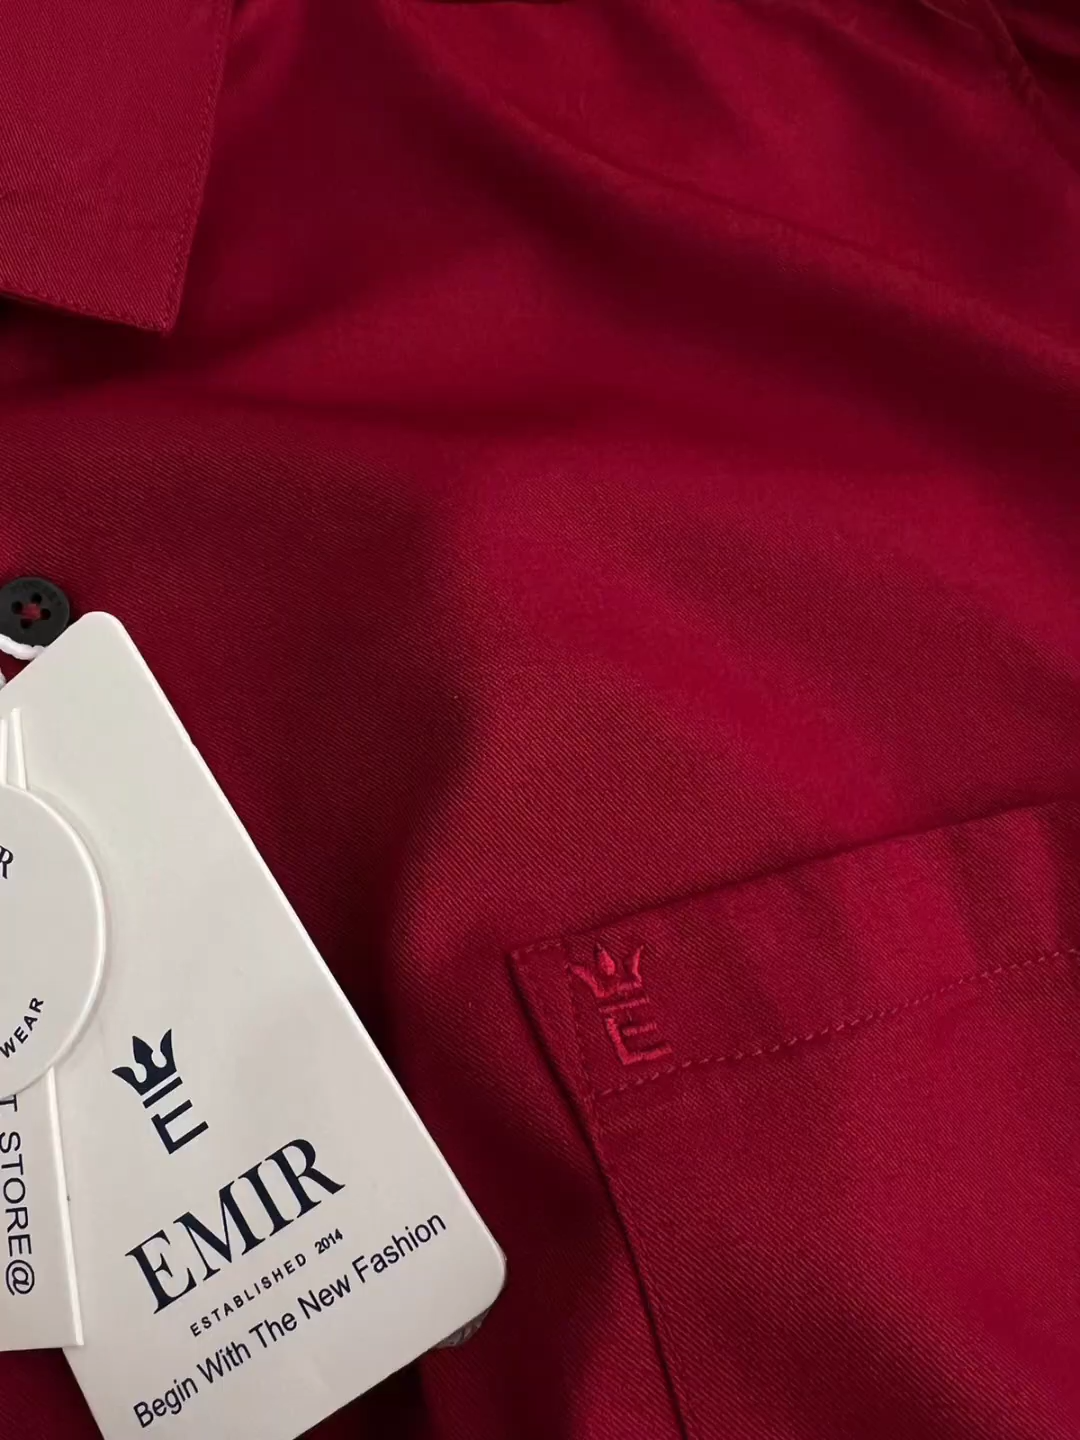 R
WEAR
T STORE@
E
EMIR
ESTABLISHED 2014
Begin With The New Fashion
E